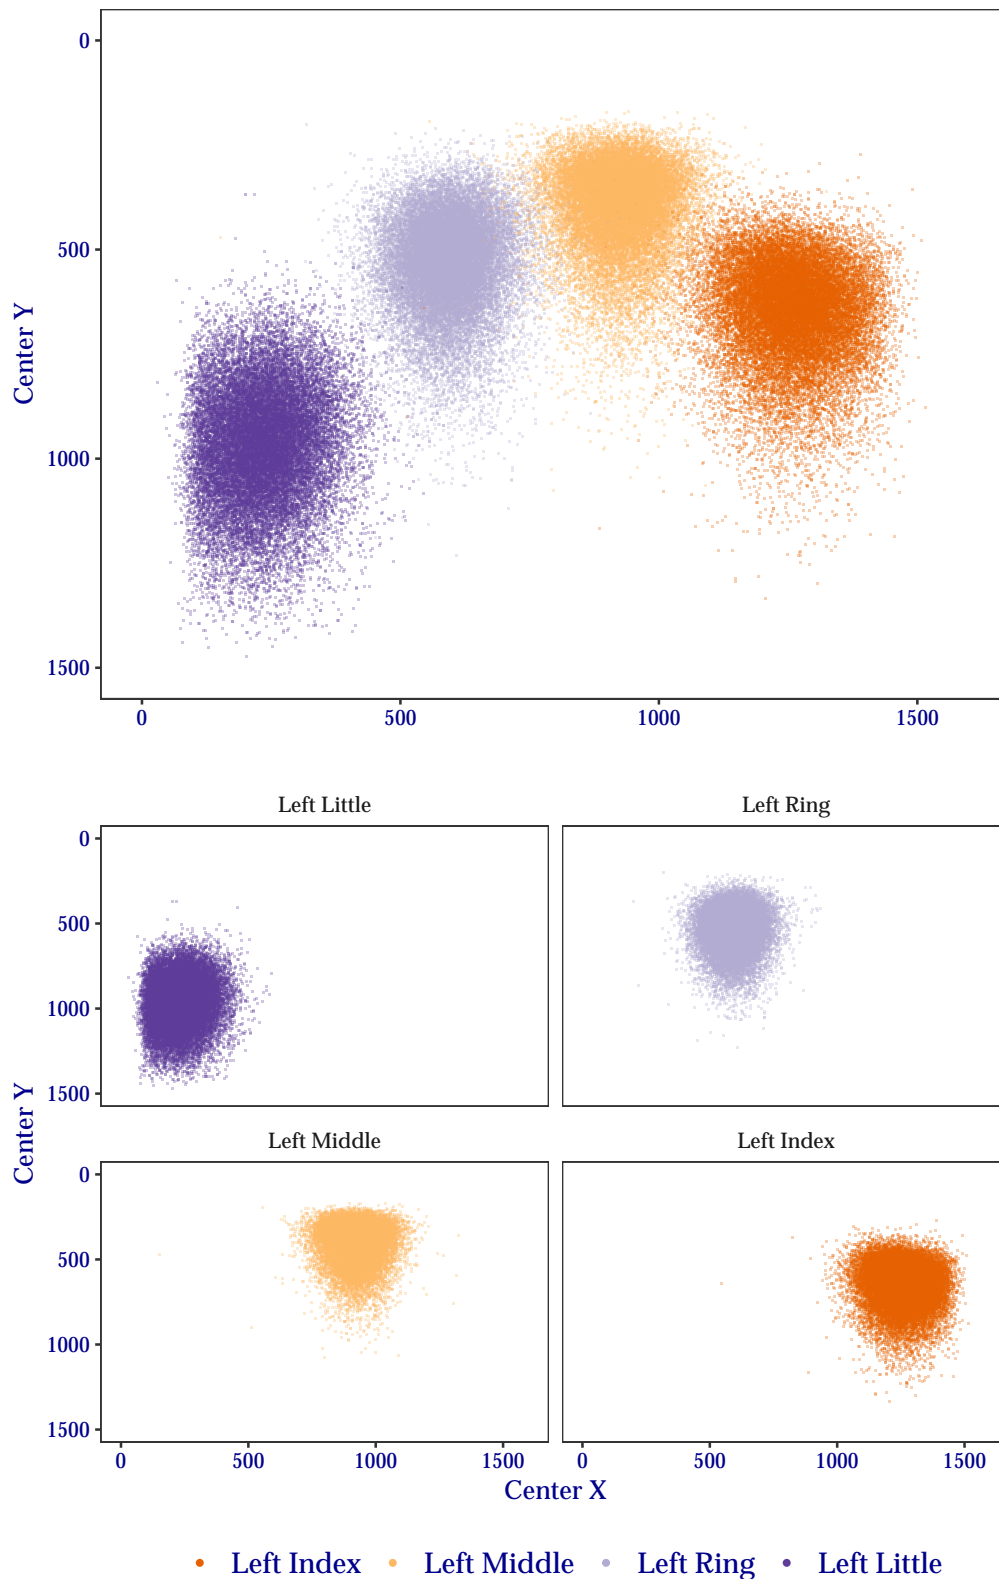 0
500
1000
1500
Center Y
0 500 1000 1500
Left Little Left Ring
0
500
1000
1500
Left Middle Left Index
Center Y
0
500
1000
1500
0 500 1000 1500 0 500 1000 1500
Center X
Left Index Left Middle Left Ring Left Little